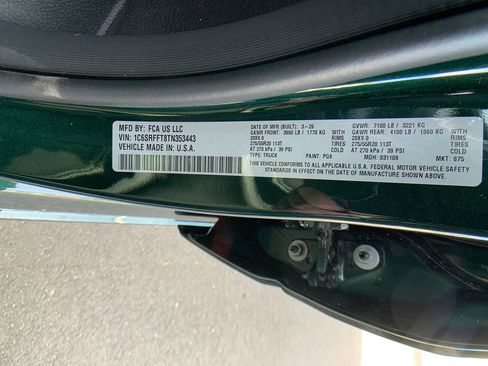 MFD BY: FCA US LLC
VIN: 1C6SRFFT8TN353443
VEHICLE MADE IN: U.S.A.
DATE OF MFR (BUILT): 3-26
GAWR FRONT: 3900 LB / 1770 KG WITH
20X9.0 RIMS
275/55R20 113T
AT 270 kPa / 39 PSI
GVWR: 7100 LB / 3221 KG
GAWR REAR: 4100 LB / 1860 KG WITH
20X9.0 RIMS
275/55R20 113T
AT 270 kPa / 39 PSI
TYPE: TRUCK PAINT: PG9 MDH: 031109 MKT: 875
THIS VEHICLE CONFORMS TO ALL APPLICABLE U.S.A. FEDERAL MOTOR VEHICLE SAFETY
STANDARDS IN EFFECT ON THE DATE OF MANUFACTURE SHOWN ABOVE